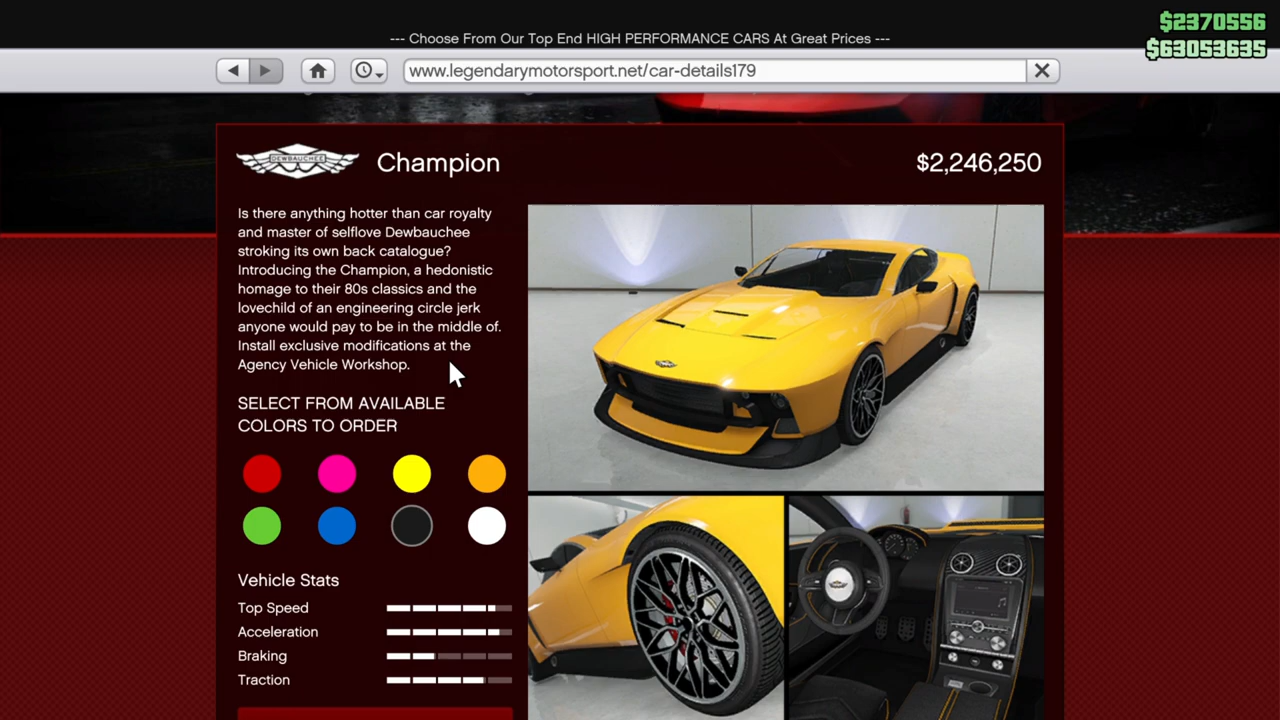 $2370556
--- Choose From Our Top End HIGH PERFORMANCE CARS At Great Prices ---
$63053635
www.legendarymotorsport.net/car-details179
DEWBAUCHEE
Champion
$2,246,250
Is there anything hotter than car royalty
and master of selflove Dewbauchee
stroking its own back catalogue?
Introducing the Champion, a hedonistic
homage to their 80s classics and the
lovechild of an engineering circle jerk
anyone would pay to be in the middle of.
Install exclusive modifications at the
Agency Vehicle Workshop.
SELECT FROM AVAILABLE
COLORS TO ORDER
Vehicle Stats
Top Speed
Acceleration
Braking
Traction